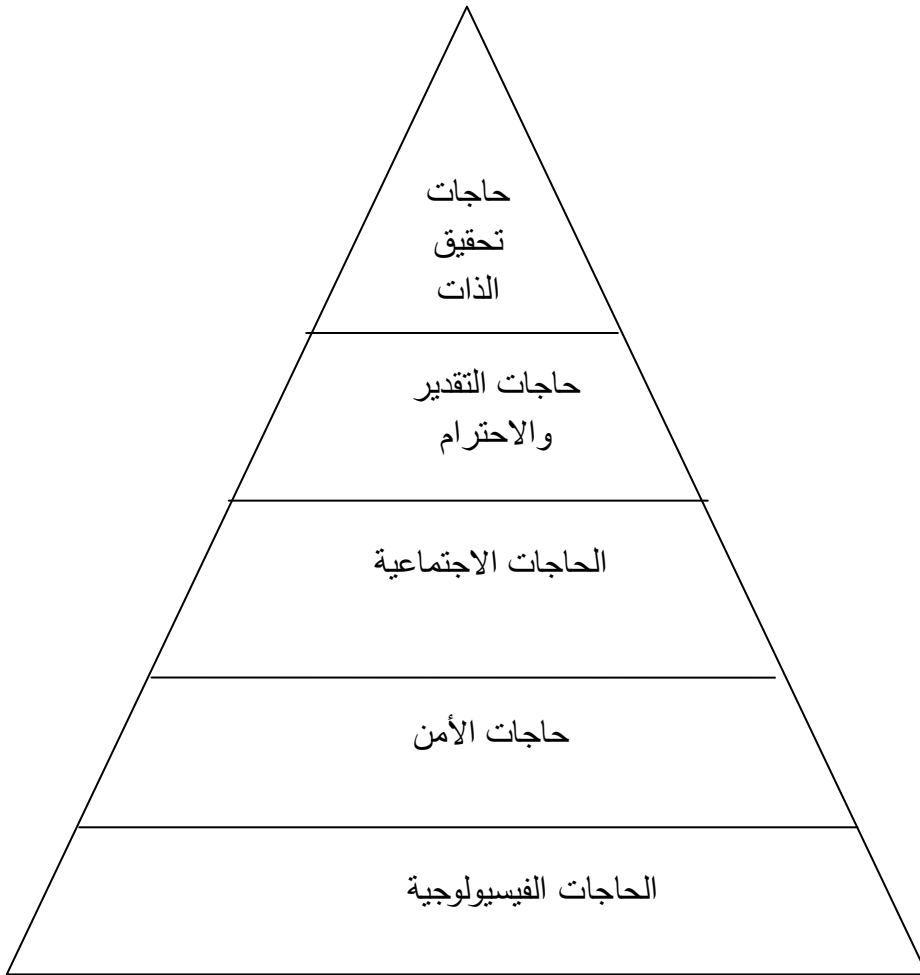 حاجات
تحقيق
الذات
حاجات التقدير
والاحترام
الحاجات الاجتماعية
حاجات الأمن
الحاجات الفيسيولوجية